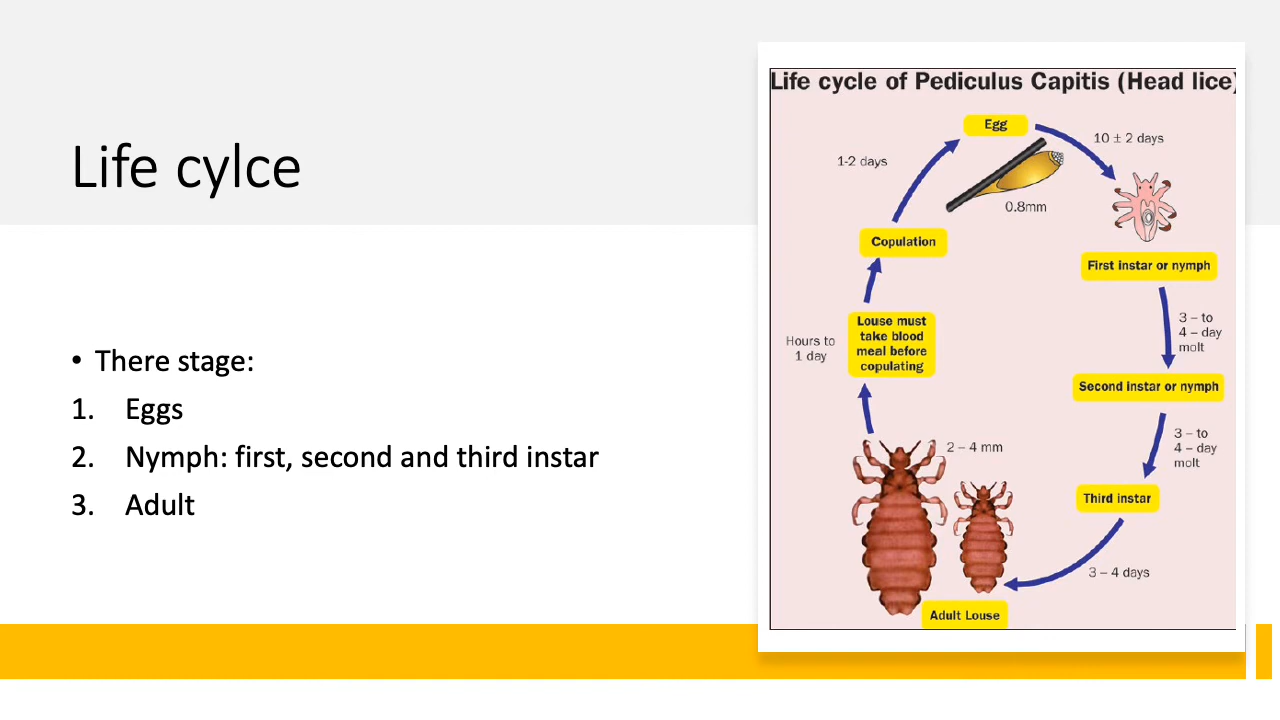 Life cylce
• There stage:
1. Eggs
2. Nymph: first, second and third instar
3. Adult
Life cycle of Pediculus Capitis (Head lice)
Egg
10 ± 2 days
1-2 days
0.8mm
Copulation
First instar or nymph
Louse must
take blood
meal before
copulating
Hours to
1 day
3 – to
4 – day
molt
Second instar or nymph
3 – to
4 – day
molt
2 – 4 mm
Third instar
3 – 4 days
Adult Louse